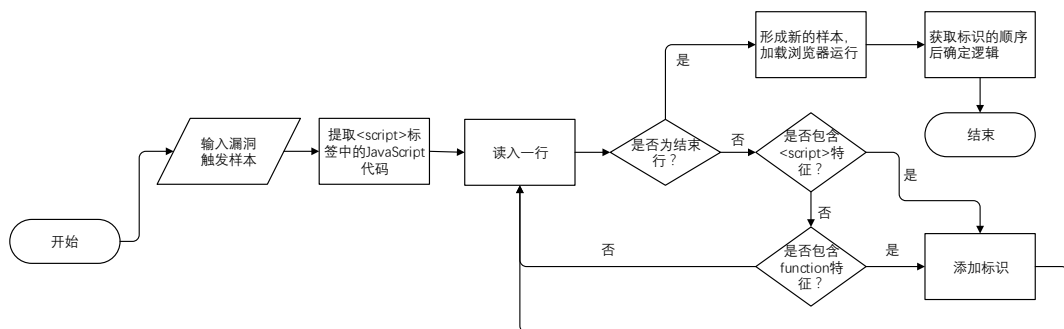 开始
输入漏洞
触发样本
提取<script>标
签中的JavaScript
代码
读入一行
是否为结束
行？
是
形成新的样本，
加载浏览器运行
获取标识的顺序
后确定逻辑
结束
否
是否包含
<script>特
征？
是
否
是否包含
function特
征？
否
是
添加标识